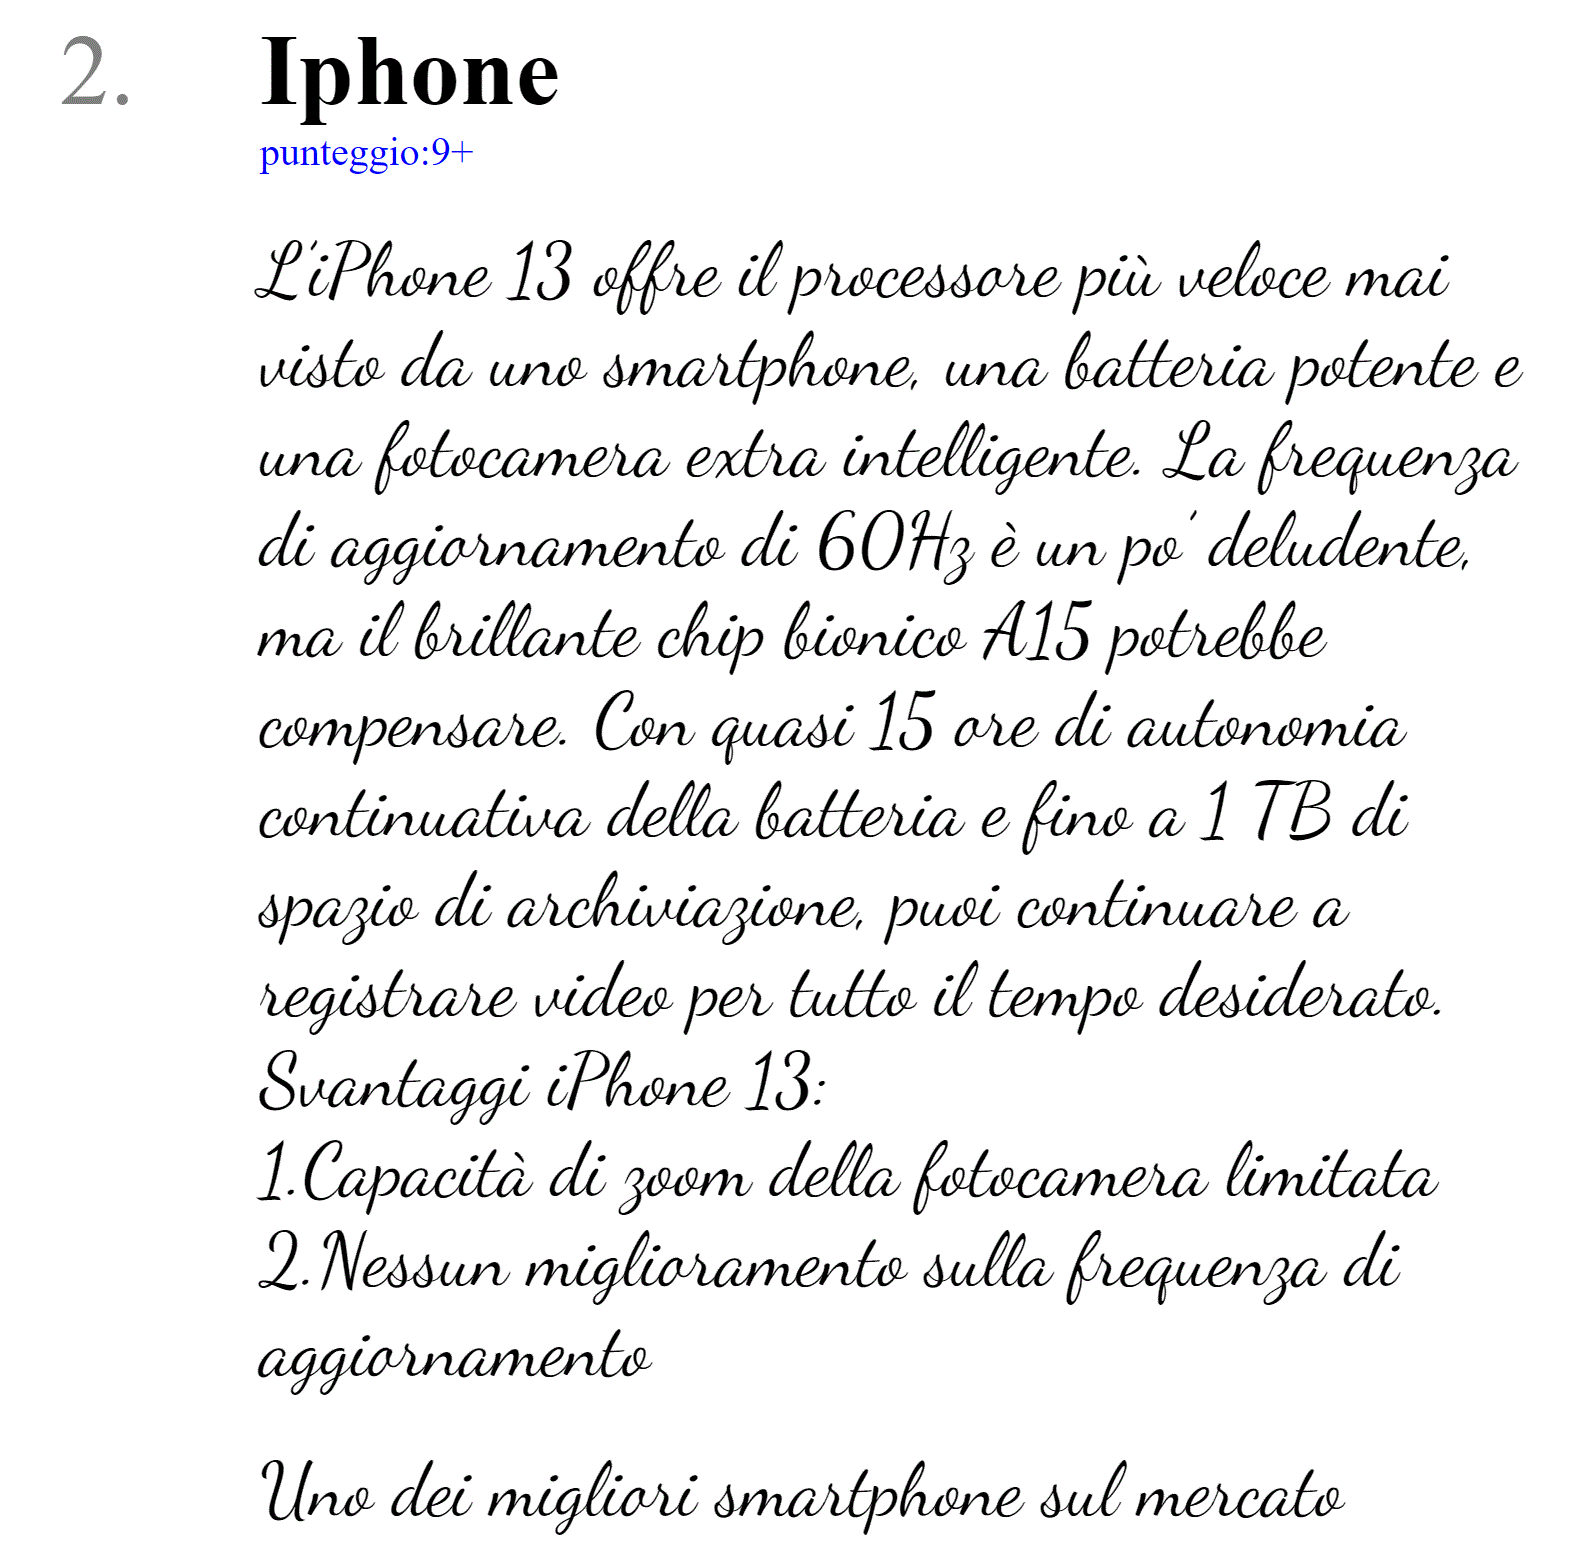 2. Iphone
punteggio:9+
L'iPhone 13 offre il processore più veloce mai
visto da uno smartphone, una batteria potente e
una fotocamera extra intelligente. La frequenza
di aggiornamento di 60Hz è un po' deludente,
ma il brillante chip bionico A15 potrebbe
compensare. Con quasi 15 ore di autonomia
continuativa della batteria e fino a 1 TB di
spazio di archiviazione, puoi continuare a
registrare video per tutto il tempo desiderato.
Svantaggi iPhone 13:
1.Capacità di zoom della fotocamera limitata
2.Nessun miglioramento sulla frequenza di
aggiornamento
Uno dei migliori smartphone sul mercato